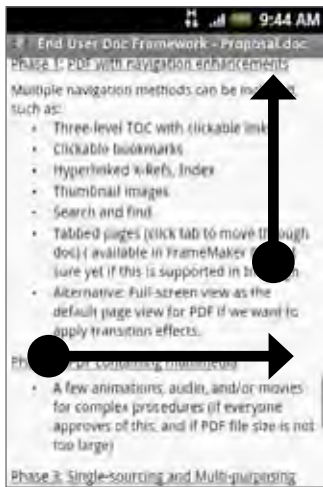 9:44 AM
End User Doc Framework - Proposal.doc
Phase 1: PDF with navigation enhancements
Multiple navigation methods can be
such as:
• Three-level TOC with clickable
• Clickable bookmarks
• Hyperlinked x-Refs, Index
• Thumbnail images
• Search and find
• Tabbed pages (click tab to move through
doc) ( available in FrameMaker
sure yet if this is supported in
• Alternative: Full-screen view as the
default page view for PDF if we want to
apply transition effects.
PDF containing multimedia
• A few animations, audio, and/or movies
for complex procedures (if everyone
approves of this, and if PDF file size is not
too large)
Phase 3: Single-sourcing and Multi-purposing